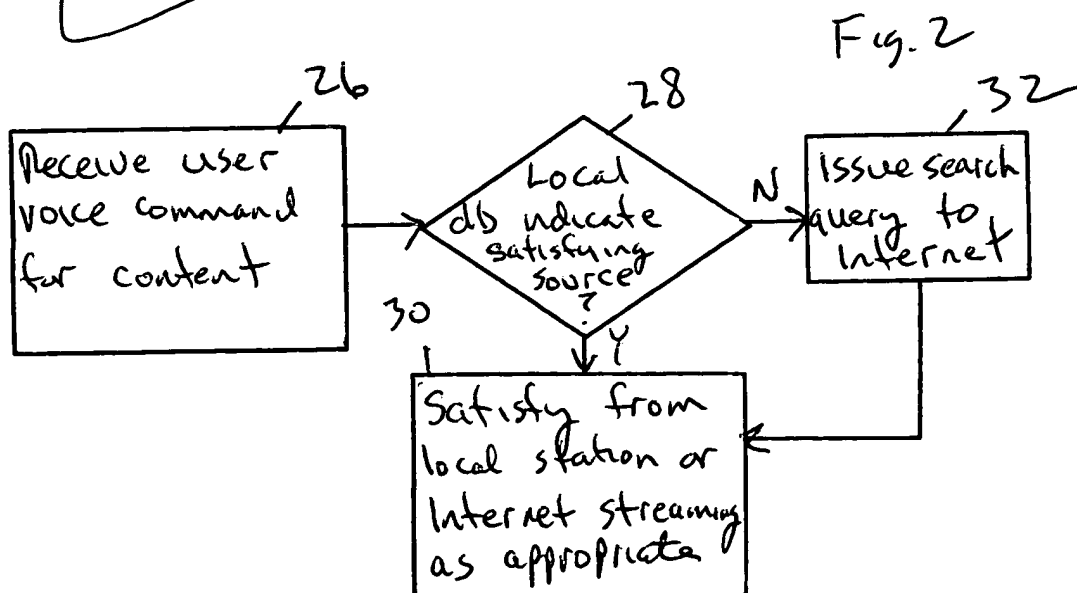 Fig. 2
26
Receive user
voice command
for content
28
Local
db indicate
satisfying
source
?
N
32
issue search
query to
Internet
Y
30
Satisfy from
local station or
Internet streaming
as appropriate